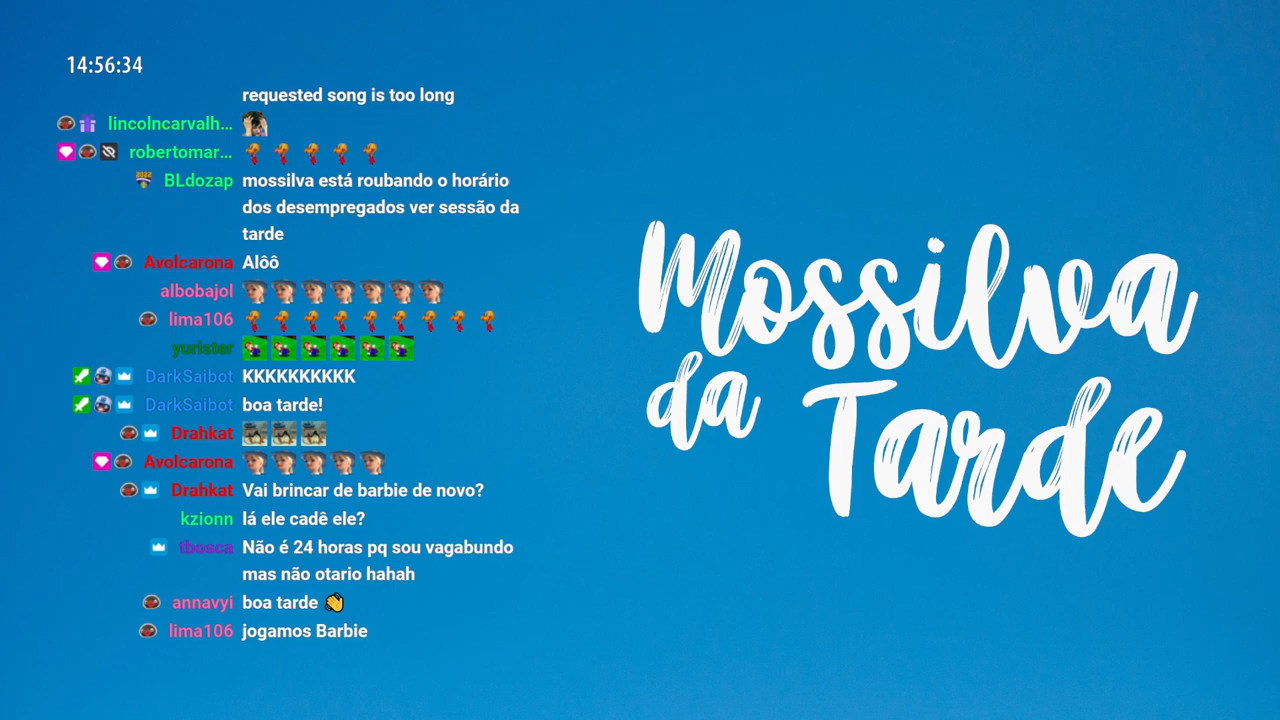 14:56:34
requested song is too long
lincolncarvalh...
robertomar...
BLdozap mossilva está roubando o horário
dos desempregados ver sessão da
tarde
Avolcarona Alôô
albobajol
lima106
yurister
DarkSaibot KKKKKKKKKK
DarkSaibot boa tarde!
Drahkat
Avolcarona
Drahkat Vai brincar de barbie de novo?
kzionn lá ele cadê ele?
tbosca Não é 24 horas pq sou vagabundo
mas não otario hahah
annavyi boa tarde 👏
lima106 jogamos Barbie
Mossilva
da
Tarde